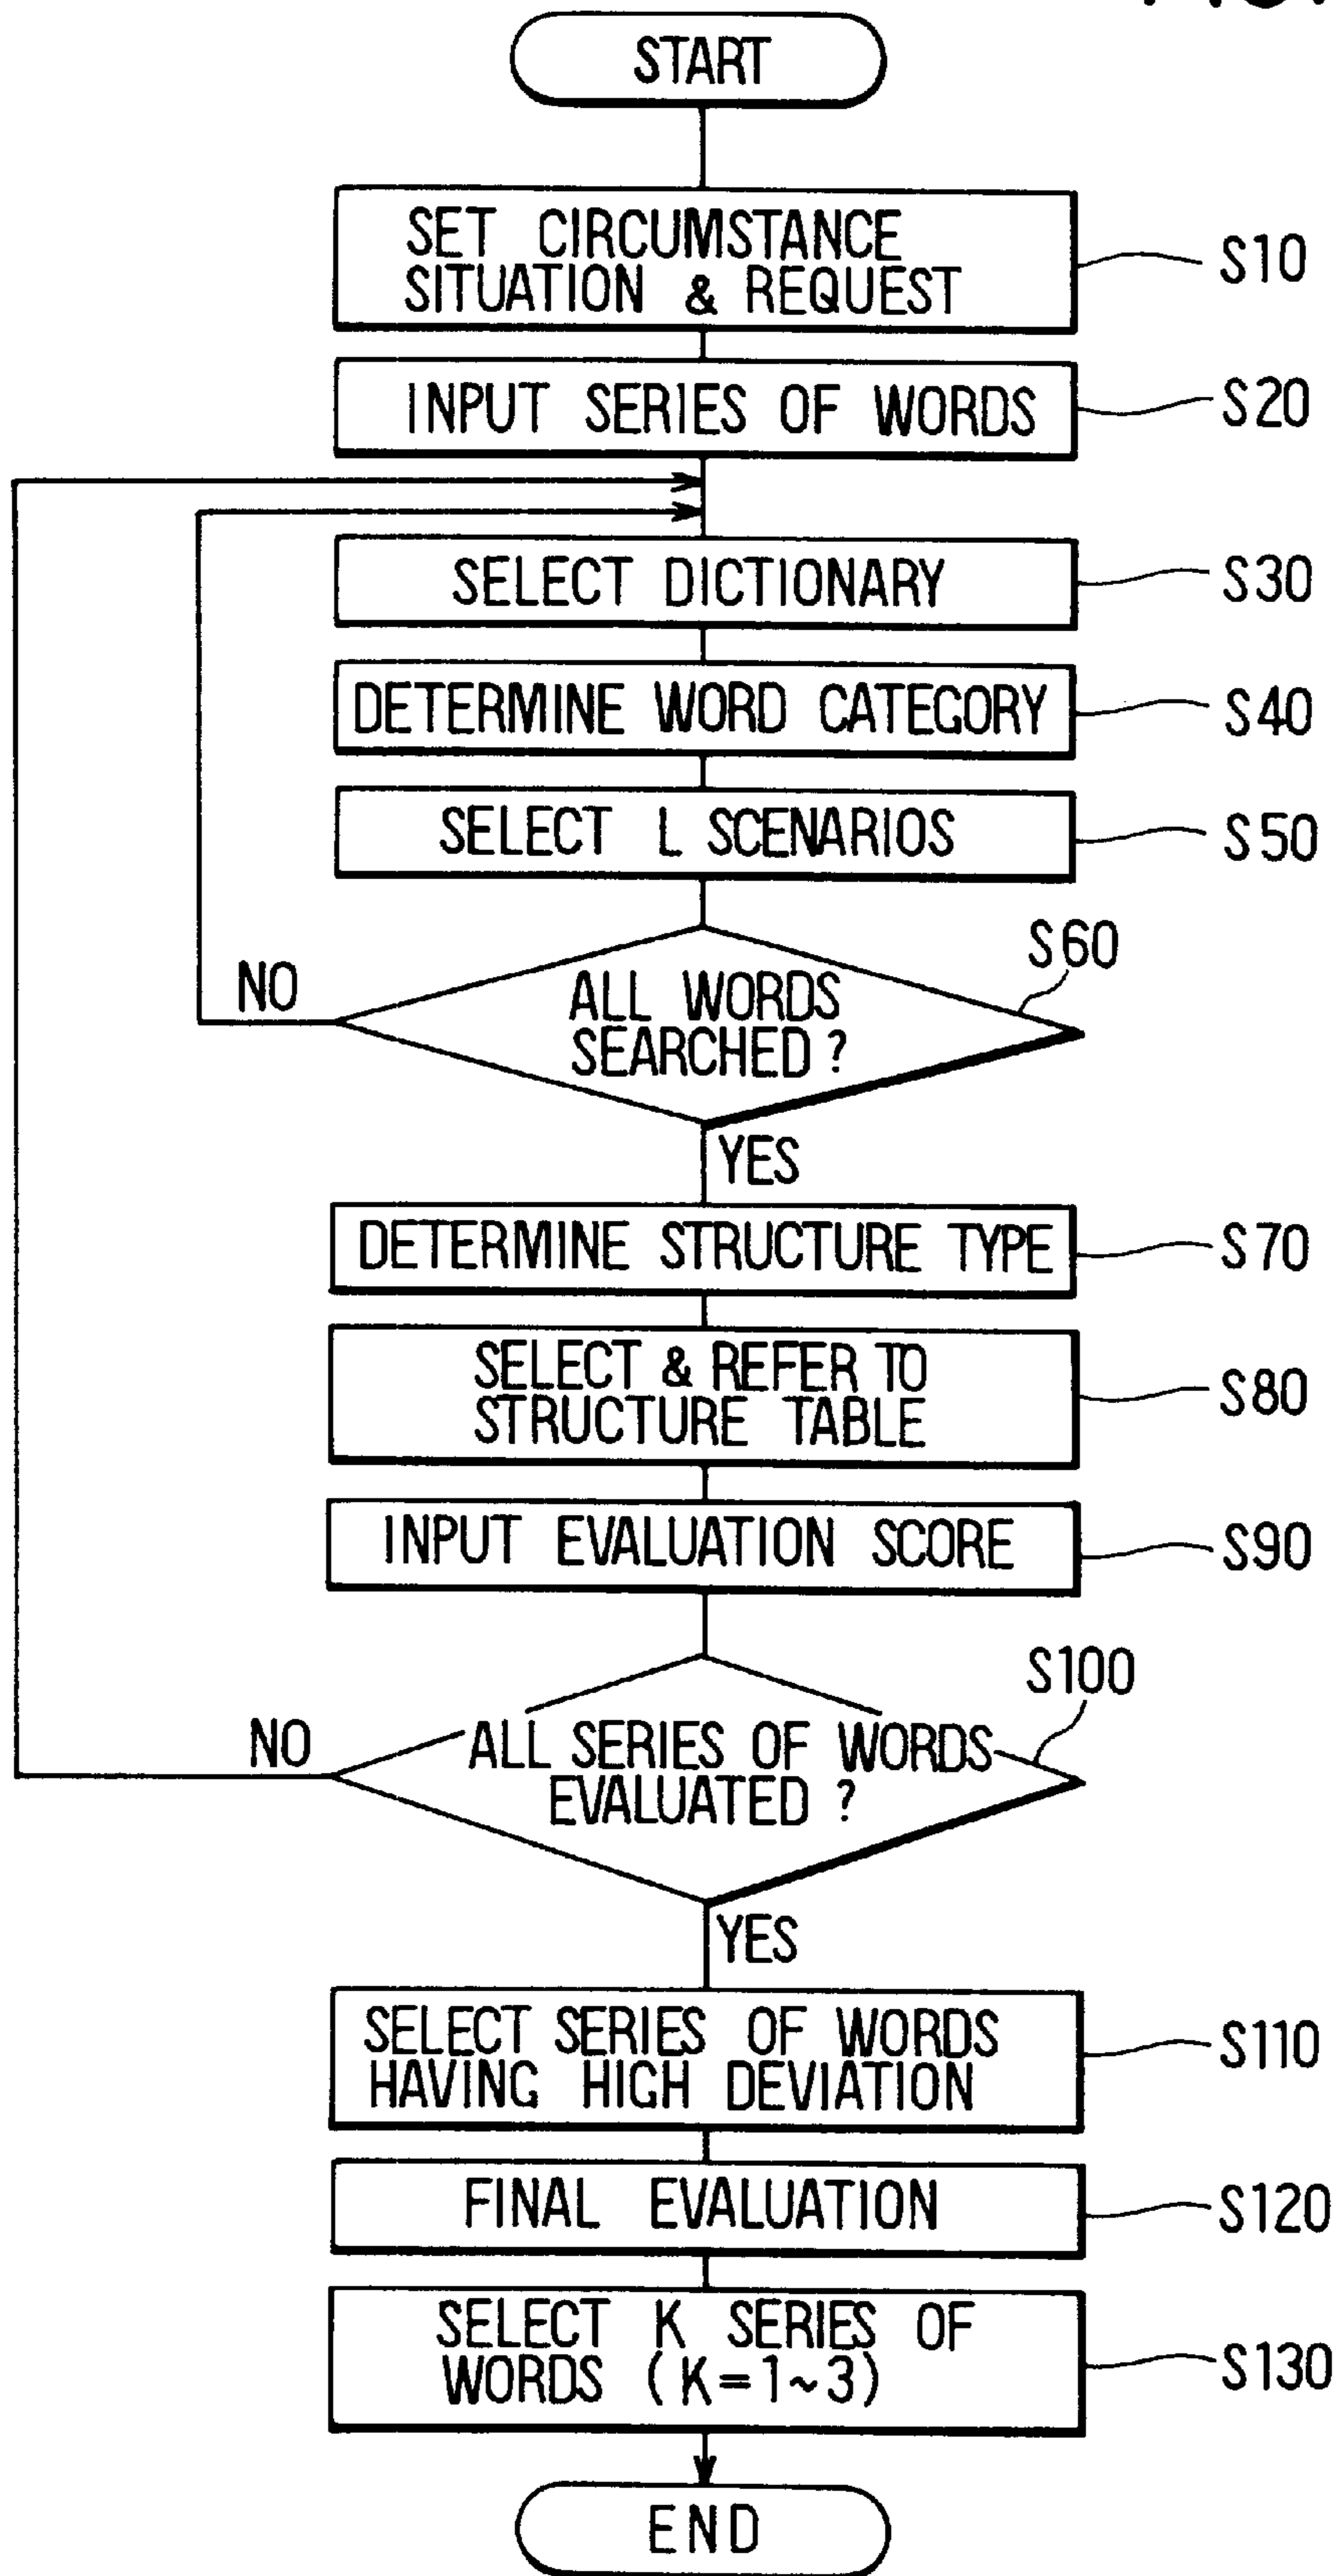 START
SET CIRCUMSTANCE
SITUATION & REQUEST
S10
INPUT SERIES OF WORDS
S20
SELECT DICTIONARY
S30
DETERMINE WORD CATEGORY
S40
SELECT L SCENARIOS
S50
S60
NO
ALL WORDS
SEARCHED ?
YES
DETERMINE STRUCTURE TYPE
S70
SELECT & REFER TO
STRUCTURE TABLE
S80
INPUT EVALUATION SCORE
S90
S100
NO
ALL SERIES OF WORDS
EVALUATED ?
YES
SELECT SERIES OF WORDS
HAVING HIGH DEVIATION
S110
FINAL EVALUATION
S120
SELECT K SERIES OF
WORDS (K=1~3)
S130
END